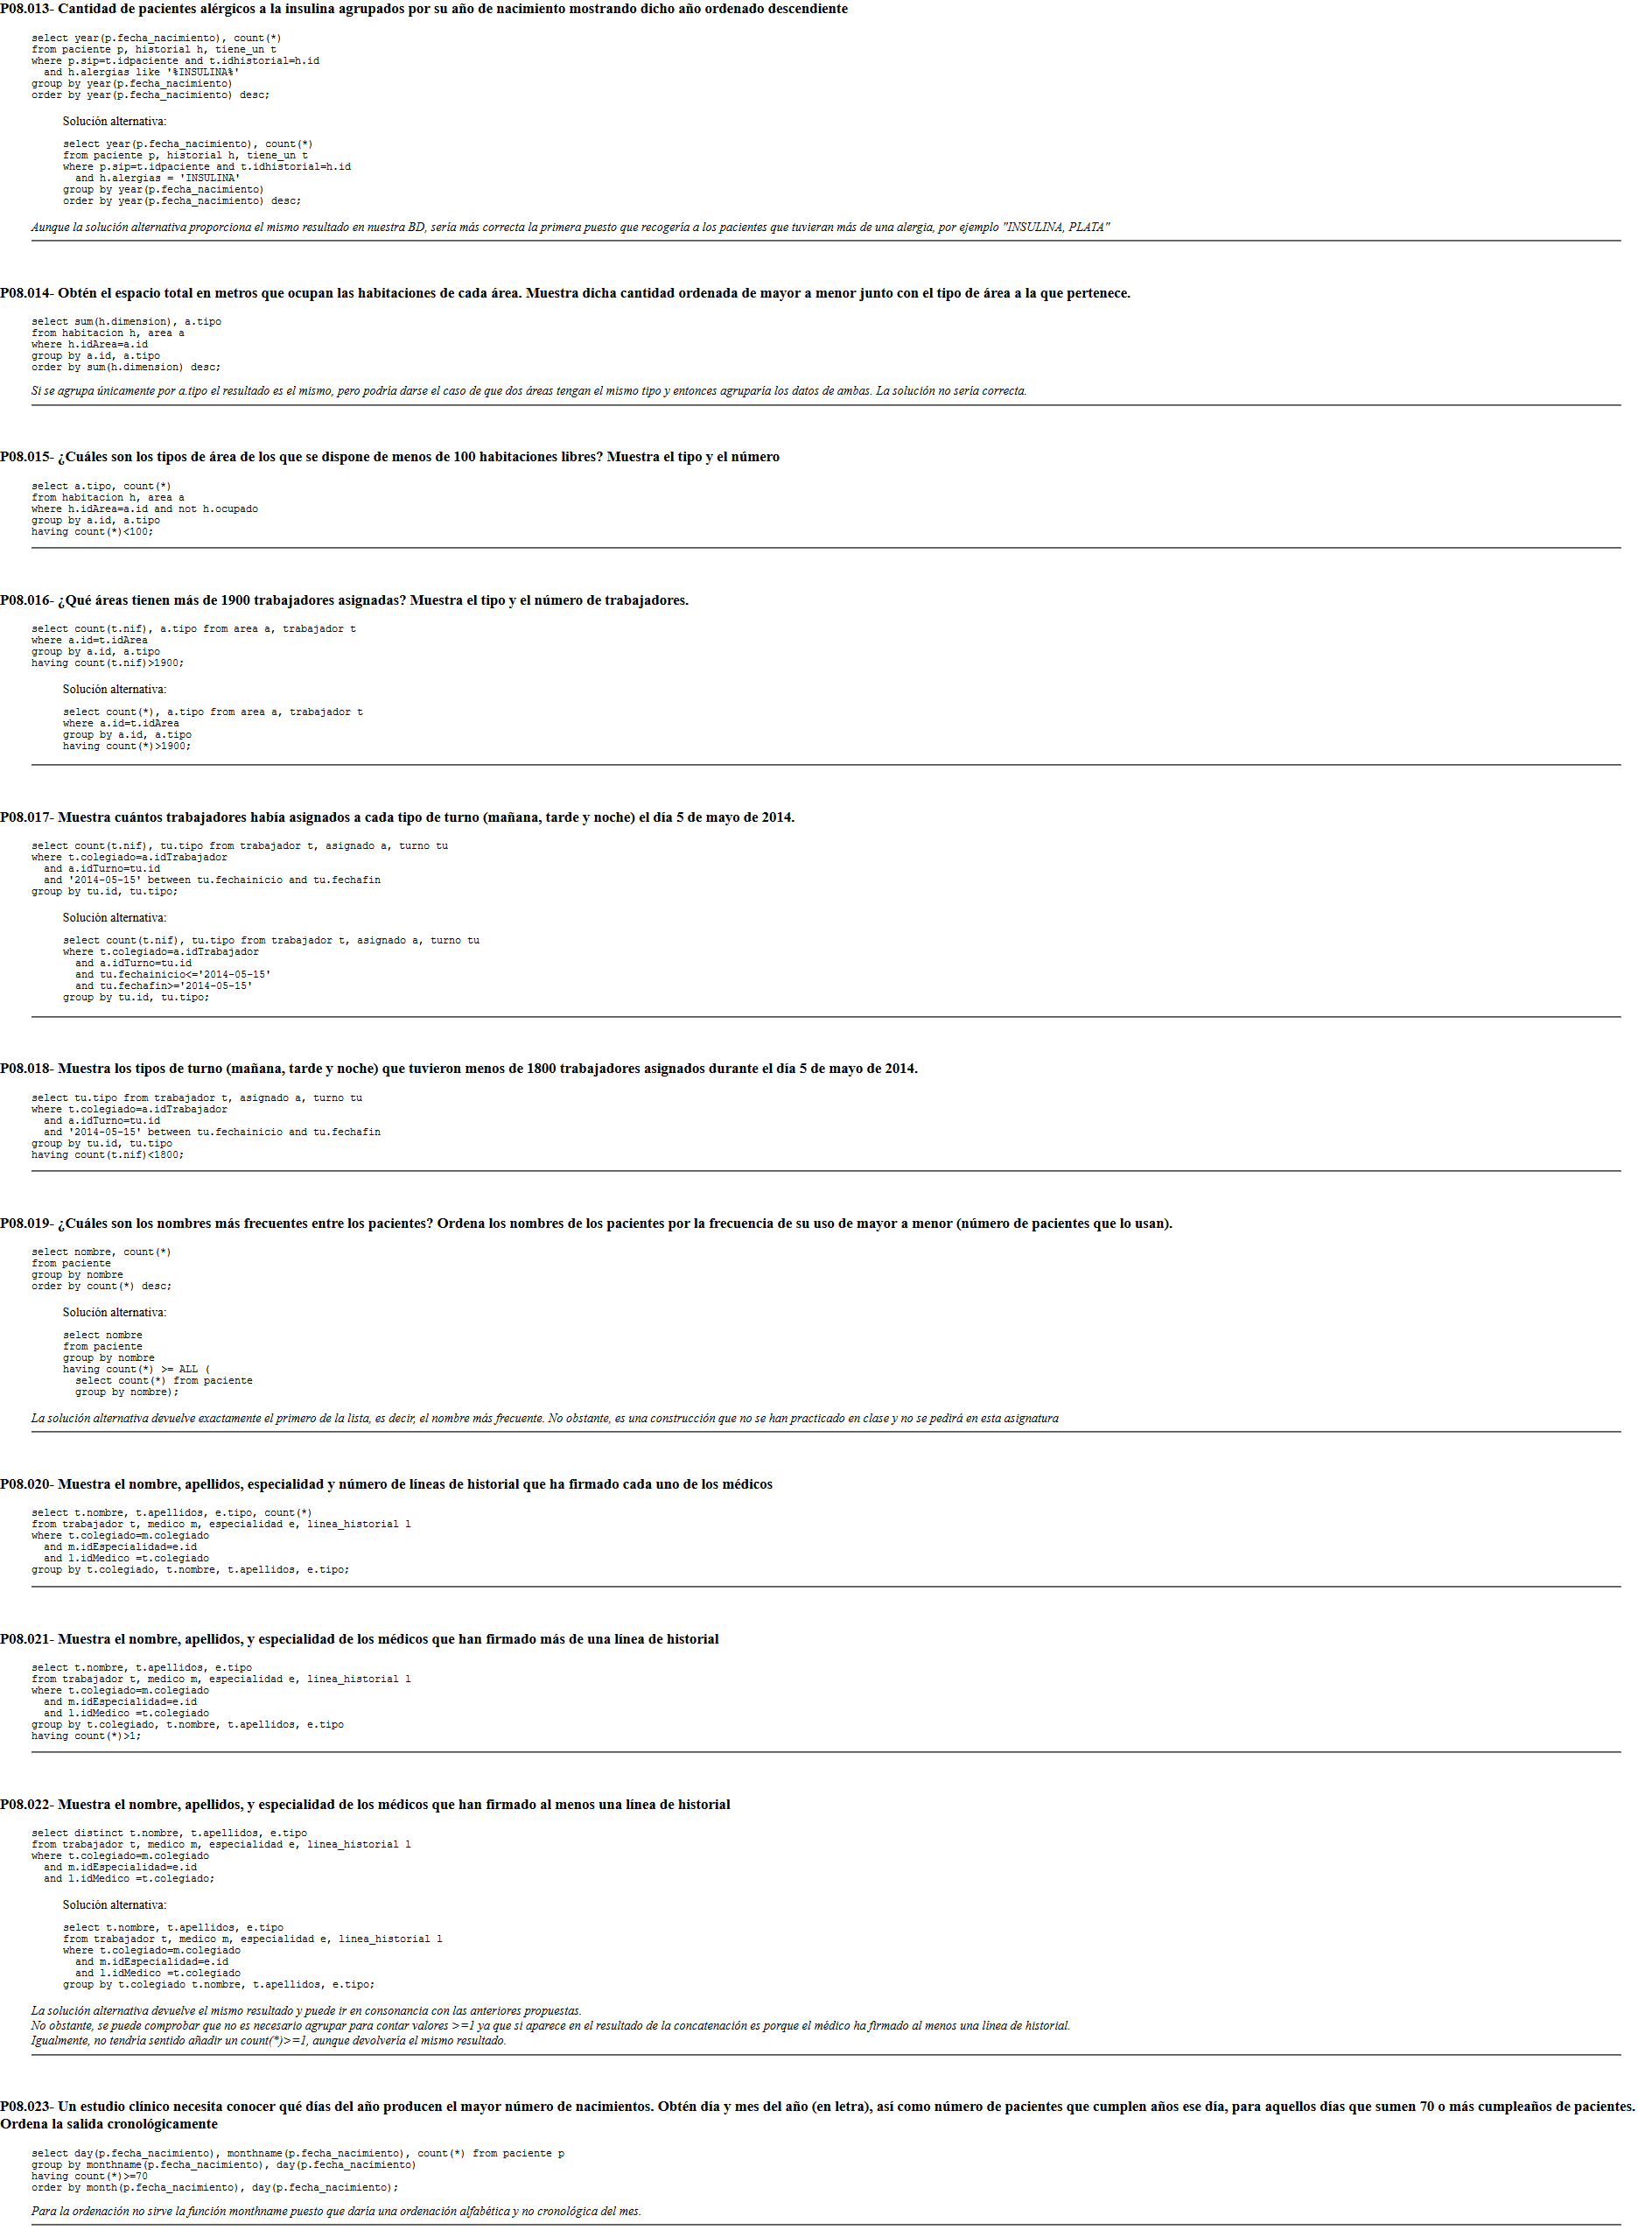 P08.013- Cantidad de pacientes alérgicos a la insulina agrupados por su año de nacimiento mostrando dicho año ordenado descendiente
select year(p.fecha_nacimiento), count(*)
from paciente p, historial h, tiene_un t
where p.sip=t.idpaciente and t.idhistorial=h.id
and h.alergias like '%INSULINA%'
group by year(p.fecha_nacimiento)
order by year(p.fecha_nacimiento) desc;
Solución alternativa:
select year(p.fecha_nacimiento), count(*)
from paciente p, historial h, tiene_un t
where p.sip=t.idpaciente and t.idhistorial=h.id
and h.alergias = 'INSULINA'
group by year(p.fecha_nacimiento)
order by year(p.fecha_nacimiento) desc;
Aunque la solución alternativa proporciona el mismo resultado en nuestra BD, sería más correcta la primera puesto que recogería a los pacientes que tuvieran más de una alergia, por ejemplo "INSULINA, PLATA"
P08.014- Obtén el espacio total en metros que ocupan las habitaciones de cada área. Muestra dicha cantidad ordenada de mayor a menor junto con el tipo de área a la que pertenece.
select sum(h.dimension), a.tipo
from habitacion h, area a
where h.idArea=a.id
group by a.id, a.tipo
order by sum(h.dimension) desc;
Si se agrupa únicamente por a.tipo el resultado es el mismo, pero podría darse el caso de que dos áreas tengan el mismo tipo y entonces agruparía los datos de ambas. La solución no sería correcta.
P08.015- ¿Cuáles son los tipos de área de los que se dispone de menos de 100 habitaciones libres? Muestra el tipo y el número
select a.tipo, count(*)
from habitacion h, area a
where h.idArea=a.id and not h.ocupado
group by a.id, a.tipo
having count(*)<100;
P08.016- ¿Qué áreas tienen más de 1900 trabajadores asignadas? Muestra el tipo y el número de trabajadores.
select count(t.nif), a.tipo from area a, trabajador t
where a.id=t.idArea
group by a.id, a.tipo
having count(t.nif)>1900;
Solución alternativa:
select count(*), a.tipo from area a, trabajador t
where a.id=t.idArea
group by a.id, a.tipo
having count(*)>1900;
P08.017- Muestra cuántos trabajadores había asignados a cada tipo de turno (mañana, tarde y noche) el día 5 de mayo de 2014.
select count(t.nif), tu.tipo from trabajador t, asignado a, turno tu
where t.colegiado=a.idTrabajador
and a.idTurno=tu.id
and '2014-05-15' between tu.fechainicio and tu.fechafin
group by tu.id, tu.tipo;
Solución alternativa:
select count(t.nif), tu.tipo from trabajador t, asignado a, turno tu
where t.colegiado=a.idTrabajador
and a.idTurno=tu.id
and tu.fechainicio<='2014-05-15'
and tu.fechafin>='2014-05-15'
group by tu.id, tu.tipo;
P08.018- Muestra los tipos de turno (mañana, tarde y noche) que tuvieron menos de 1800 trabajadores asignados durante el día 5 de mayo de 2014.
select tu.tipo from trabajador t, asignado a, turno tu
where t.colegiado=a.idTrabajador
and a.idTurno=tu.id
and '2014-05-15' between tu.fechainicio and tu.fechafin
group by tu.id, tu.tipo
having count(t.nif)<1800;
P08.019- ¿Cuáles son los nombres más frecuentes entre los pacientes? Ordena los nombres de los pacientes por la frecuencia de su uso de mayor a menor (número de pacientes que lo usan).
select nombre, count(*)
from paciente
group by nombre
order by count(*) desc;
Solución alternativa:
select nombre
from paciente
group by nombre
having count(*) >= ALL (
select count(*) from paciente
group by nombre);
La solución alternativa devuelve exactamente el primero de la lista, es decir, el nombre más frecuente. No obstante, es una construcción que no se han practicado en clase y no se pedirá en esta asignatura
P08.020- Muestra el nombre, apellidos, especialidad y número de líneas de historial que ha firmado cada uno de los médicos
select t.nombre, t.apellidos, e.tipo, count(*)
from trabajador t, medico m, especialidad e, linea_historial l
where t.colegiado=m.colegiado
and m.idEspecialidad=e.id
and l.idMedico =t.colegiado
group by t.colegiado, t.nombre, t.apellidos, e.tipo;
P08.021- Muestra el nombre, apellidos, y especialidad de los médicos que han firmado más de una línea de historial
select t.nombre, t.apellidos, e.tipo
from trabajador t, medico m, especialidad e, linea_historial l
where t.colegiado=m.colegiado
and m.idEspecialidad=e.id
and l.idMedico =t.colegiado
group by t.colegiado, t.nombre, t.apellidos, e.tipo
having count(*)>1;
P08.022- Muestra el nombre, apellidos, y especialidad de los médicos que han firmado al menos una línea de historial
select distinct t.nombre, t.apellidos, e.tipo
from trabajador t, medico m, especialidad e, linea_historial l
where t.colegiado=m.colegiado
and m.idEspecialidad=e.id
and l.idMedico =t.colegiado;
Solución alternativa:
select t.nombre, t.apellidos, e.tipo
from trabajador t, medico m, especialidad e, linea_historial l
where t.colegiado=m.colegiado
and m.idEspecialidad=e.id
and l.idMedico =t.colegiado
group by t.colegiado t.nombre, t.apellidos, e.tipo;
La solución alternativa devuelve el mismo resultado y puede ir en consonancia con las anteriores propuestas.
No obstante, se puede comprobar que no es necesario agrupar para contar valores >=1 ya que si aparece en el resultado de la concatenación es porque el médico ha firmado al menos una línea de historial.
Igualmente, no tendría sentido añadir un count(*)>=1, aunque devolvería el mismo resultado.
P08.023- Un estudio clínico necesita conocer qué días del año producen el mayor número de nacimientos. Obtén día y mes del año (en letra), así como número de pacientes que cumplen años ese día, para aquellos días que sumen 70 o más cumpleaños de pacientes.
Ordena la salida cronológicamente
select day(p.fecha_nacimiento), monthname(p.fecha_nacimiento), count(*) from paciente p
group by monthname(p.fecha_nacimiento), day(p.fecha_nacimiento)
having count(*)>=70
order by month(p.fecha_nacimiento), day(p.fecha_nacimiento);
Para la ordenación no sirve la función monthname puesto que daría una ordenación alfabética y no cronológica del mes.